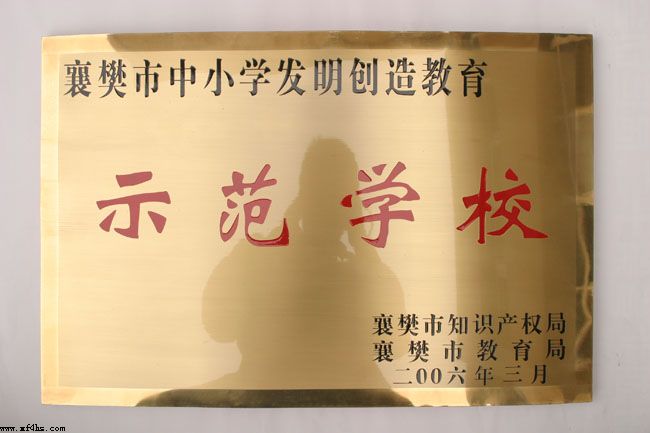 襄樊市中小学发明创造教育
示范学校
襄樊市知识产权局
襄樊市教育局
二00六年三月
www.xf4hs.com